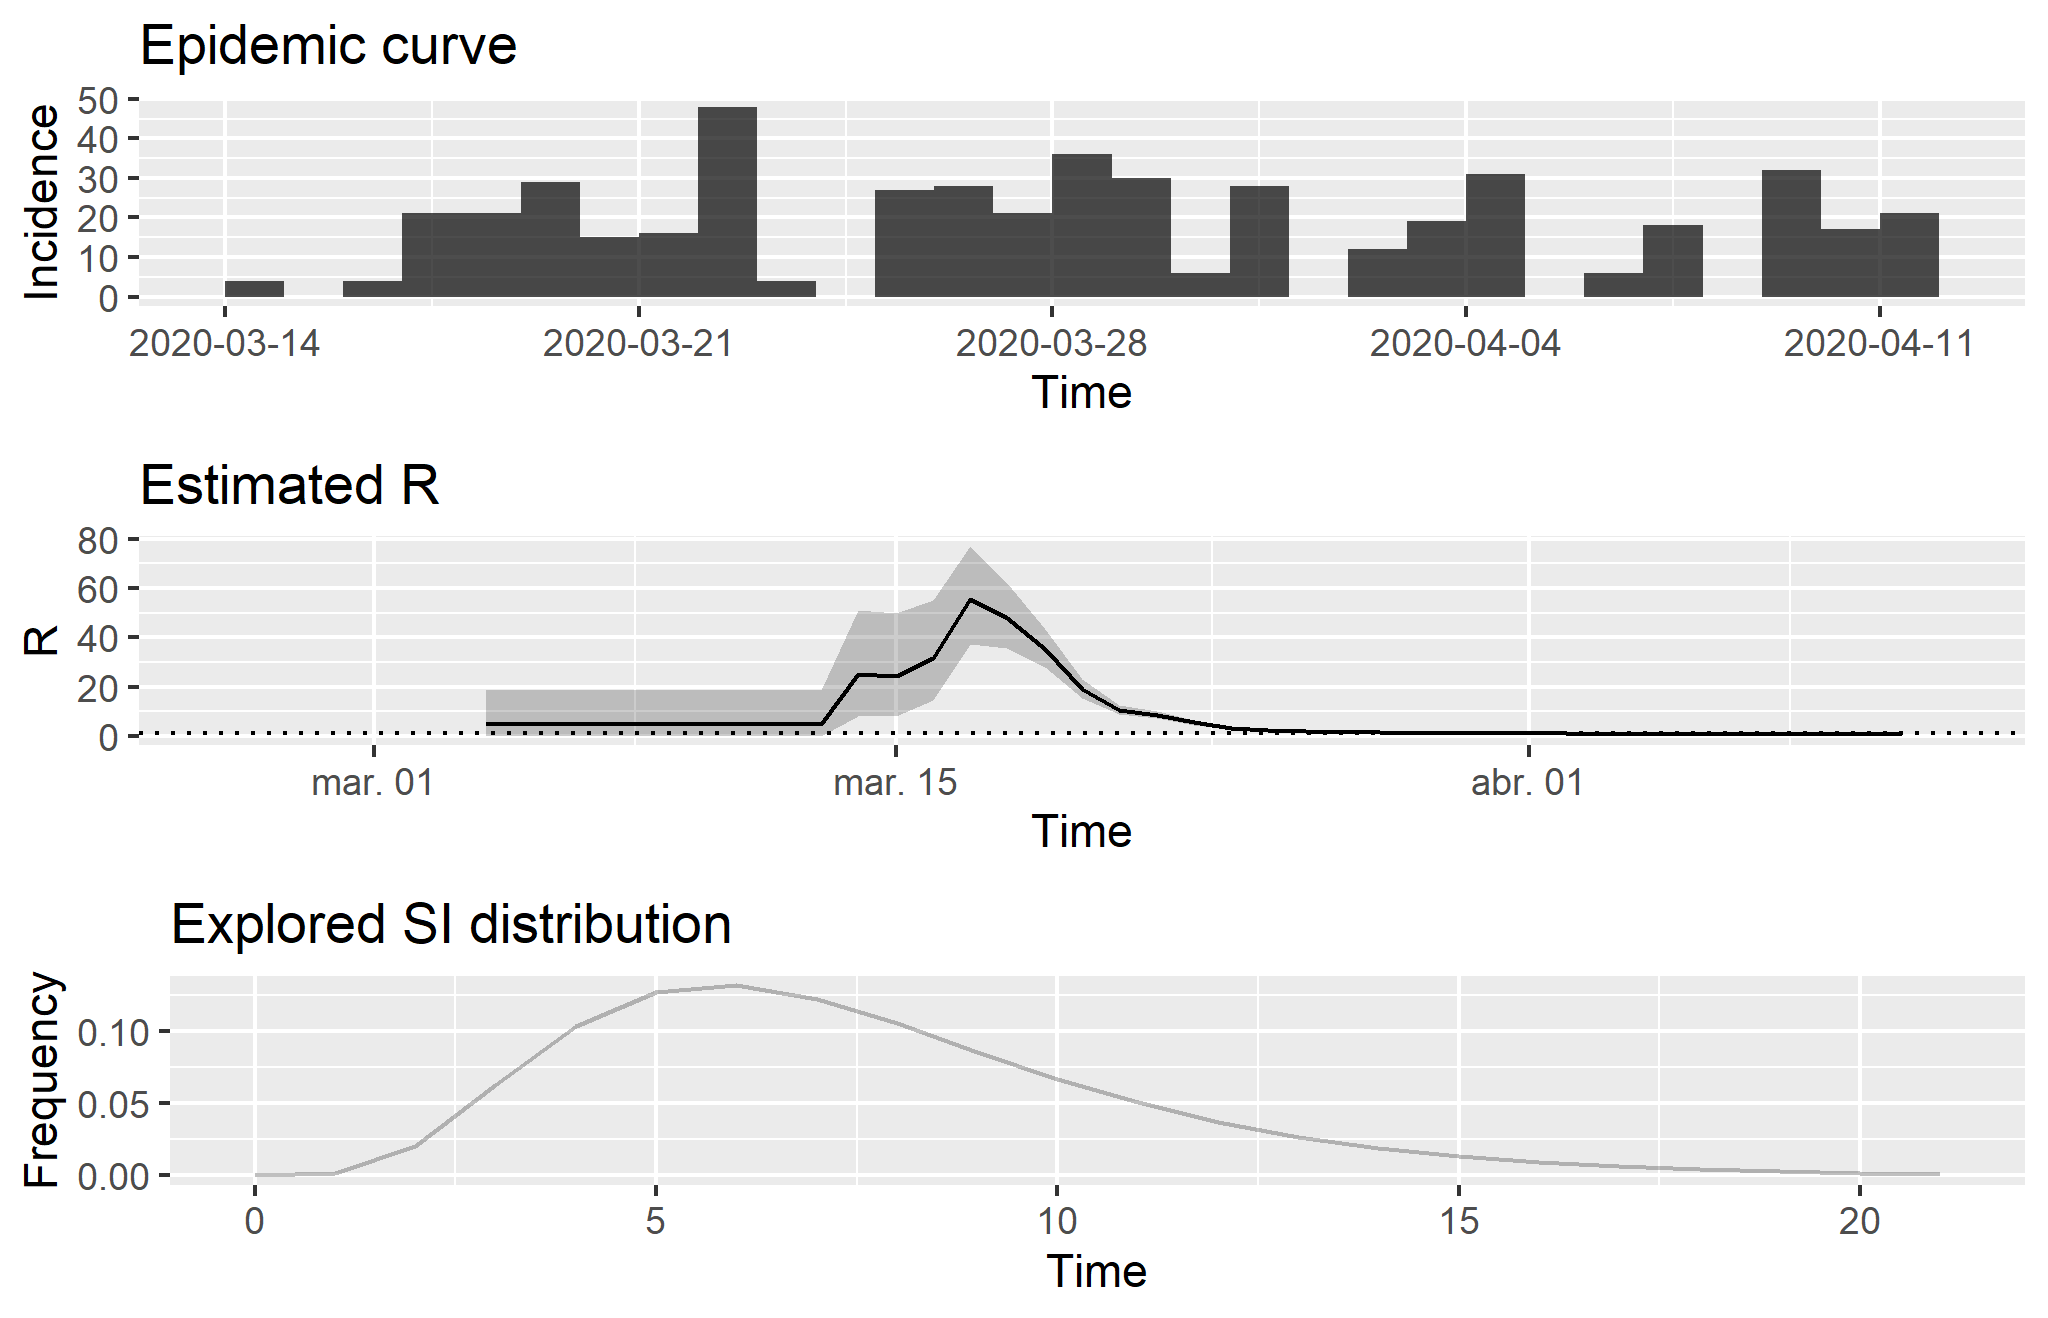 Epidemic curve
Incidence
50
40
30
20
10
0
2020-03-14 2020-03-21 2020-03-28 2020-04-04 2020-04-11
Time
Estimated R
R
80
60
40
20
0
mar. 01 mar. 15 abr. 01
Time
Explored SI distribution
Frequency
0.10
0.05
0.00
0 5 10 15 20
Time